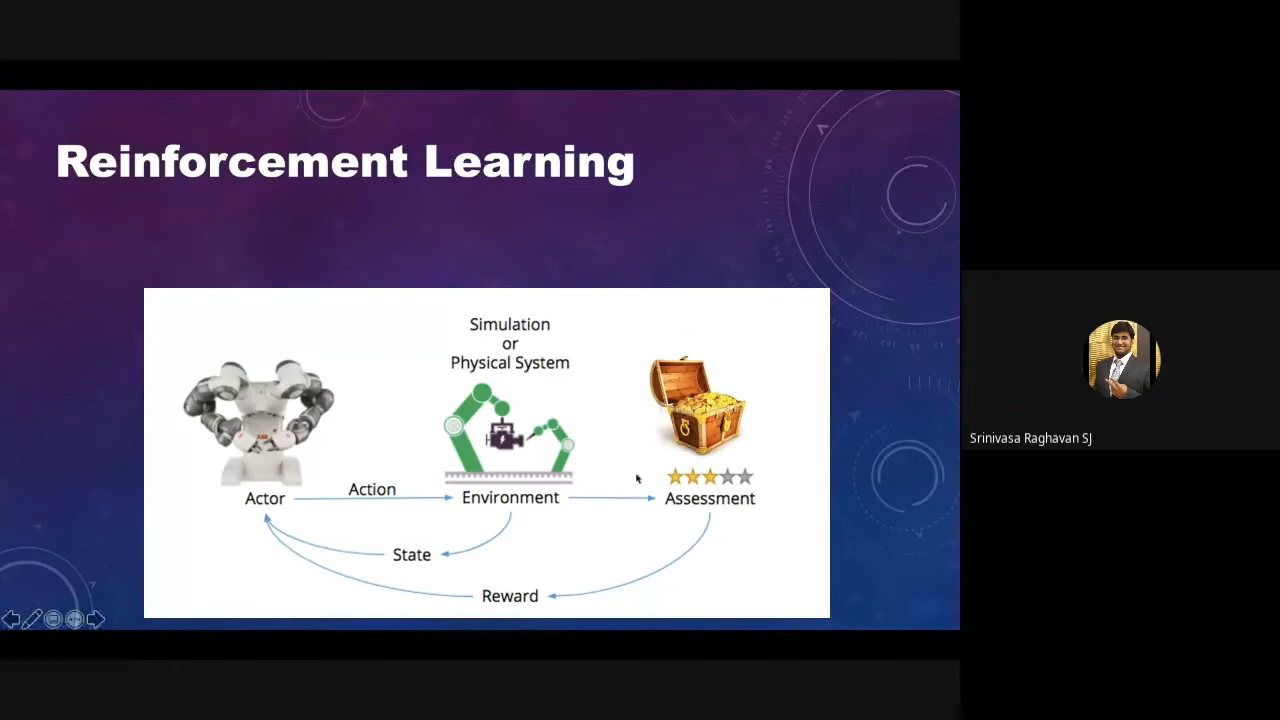 Reinforcement Learning
Simulation
or
Physical System
Actor
Action
Environment
Assessment
State
Reward
Srinivasa Raghavan SJ